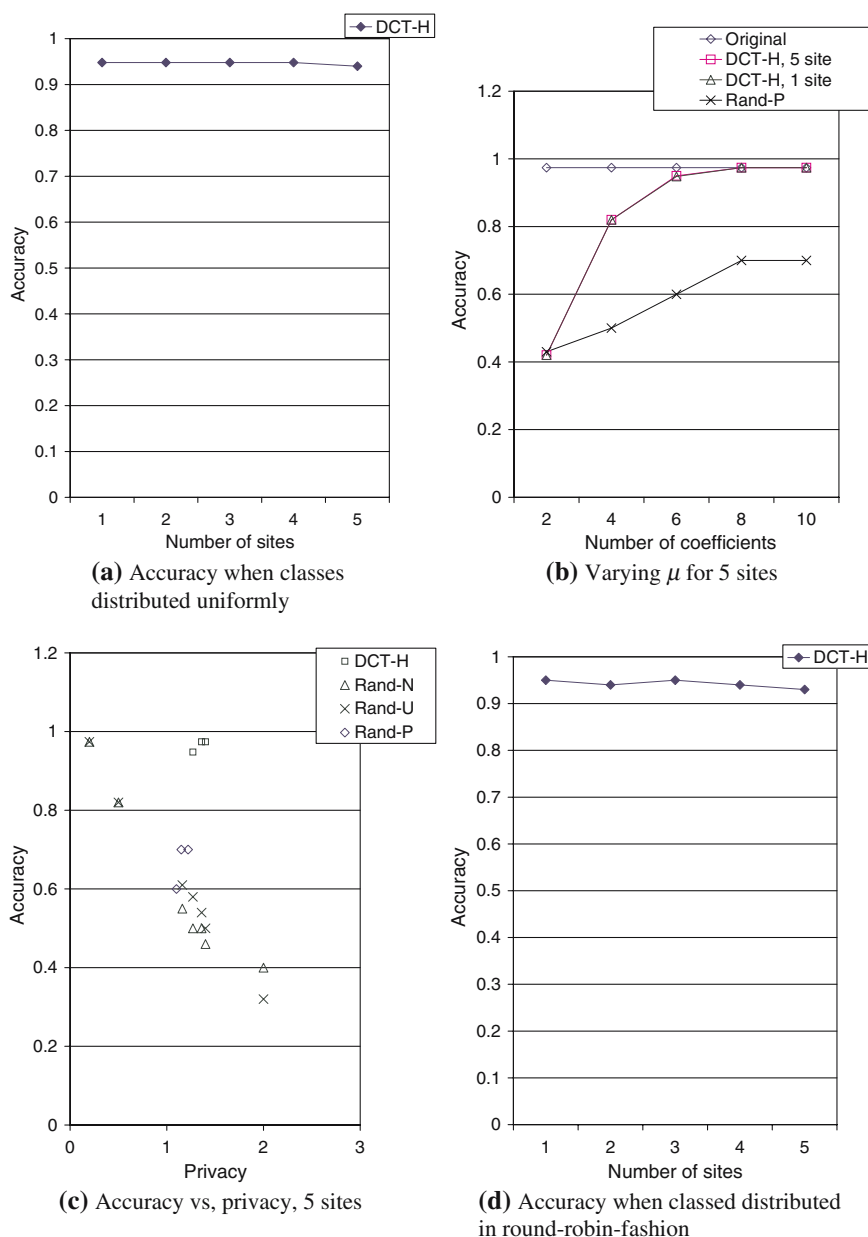 DCT-H
1
0.9
0.8
0.7
0.6
0.5
0.4
0.3
0.2
0.1
0
Accuracy
1 2 3 4 5
Number of sites
(a) Accuracy when classes
distributed uniformly
Original
DCT-H, 5 site
DCT-H, 1 site
Rand-P
1.2
1
0.8
0.6
0.4
0.2
0
Accuracy
2 4 6 8 10
Number of coefficients
(b) Varying μ for 5 sites
DCT-H
Rand-N
Rand-U
Rand-P
1.2
1
0.8
0.6
0.4
0.2
0
Accuracy
0 1 2 3
Privacy
(c) Accuracy vs, privacy, 5 sites
DCT-H
1
0.9
0.8
0.7
0.6
0.5
0.4
0.3
0.2
0.1
0
Accuracy
1 2 3 4 5
Number of sites
(d) Accuracy when classed distributed
in round-robin-fashion